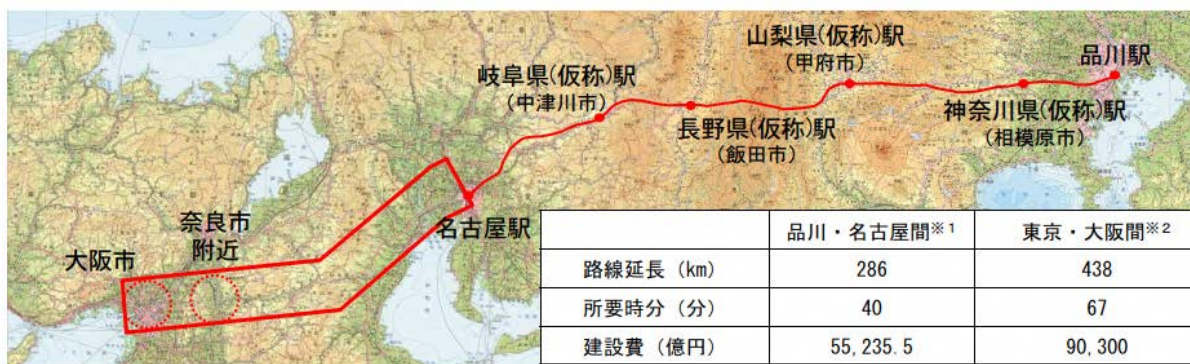 山梨県(仮称)駅
(甲府市)
品川駅
岐阜県(仮称)駅
(中津川市)
長野県(仮称)駅
(飯田市)
神奈川県(仮称)駅
(相模原市)
奈良市
附近
名古屋駅
大阪市
品川・名古屋間※1 東京・大阪間※2
路線延長 (km) 286 438
所要時分 (分) 40 67
建設費 (億円) 55,235.5 90,300